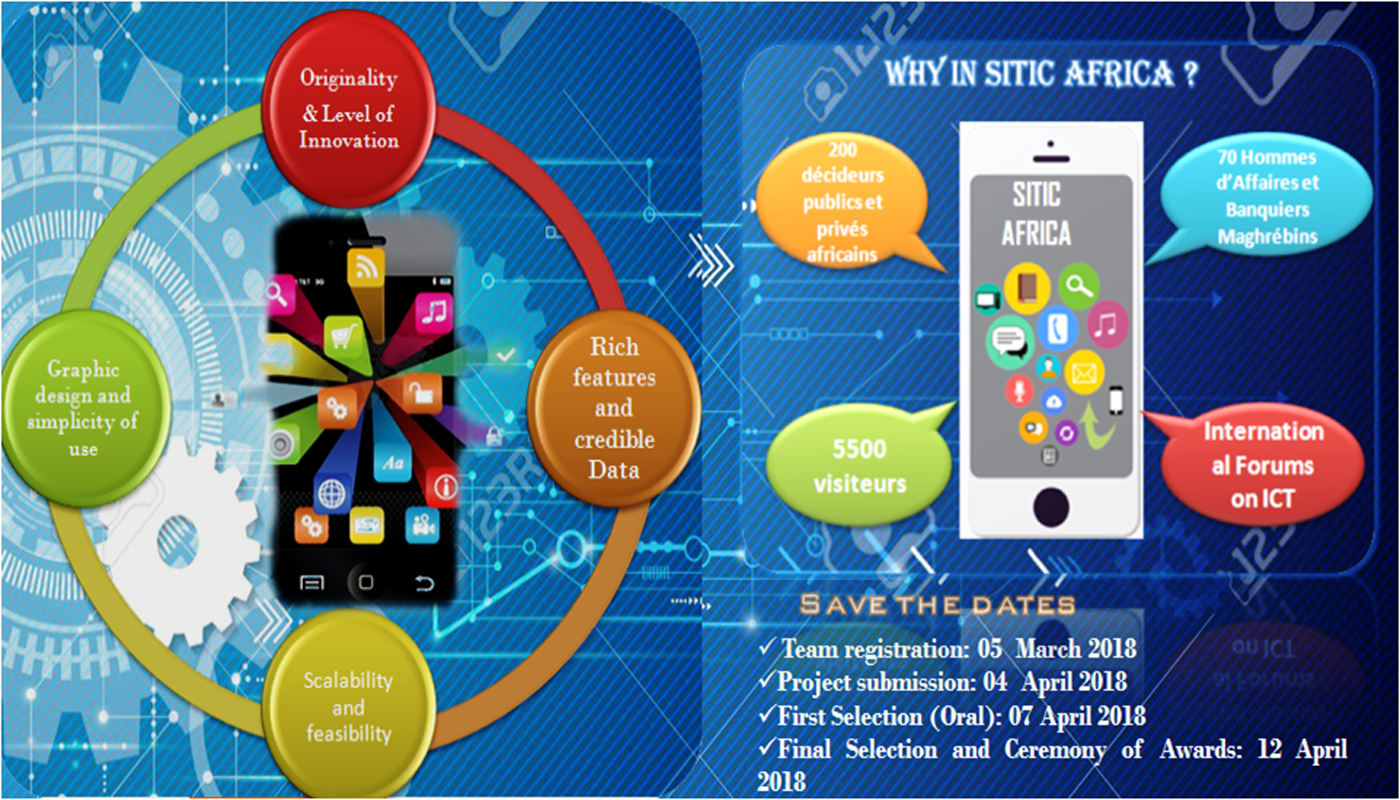 Originality
& Level of
Innovation
Graphic
design and
simplicity of
use
Rich
features
and
credible
Data
Scalability
and
feasibility
Aa
WHY IN SITIC AFRICA ?
200
décideurs
publics et
privés
africains
70 Hommes
d'Affaires et
Banquiers
Maghrébins
SITIC
AFRICA
5500
visiteurs
Internation
al Forums
on ICT
SAVE THE DATES
✓Team registration: 05 March 2018
✓Project submission: 04 April 2018
✓First Selection (Oral): 07 April 2018
✓Final Selection and Ceremony of Awards: 12 April
2018